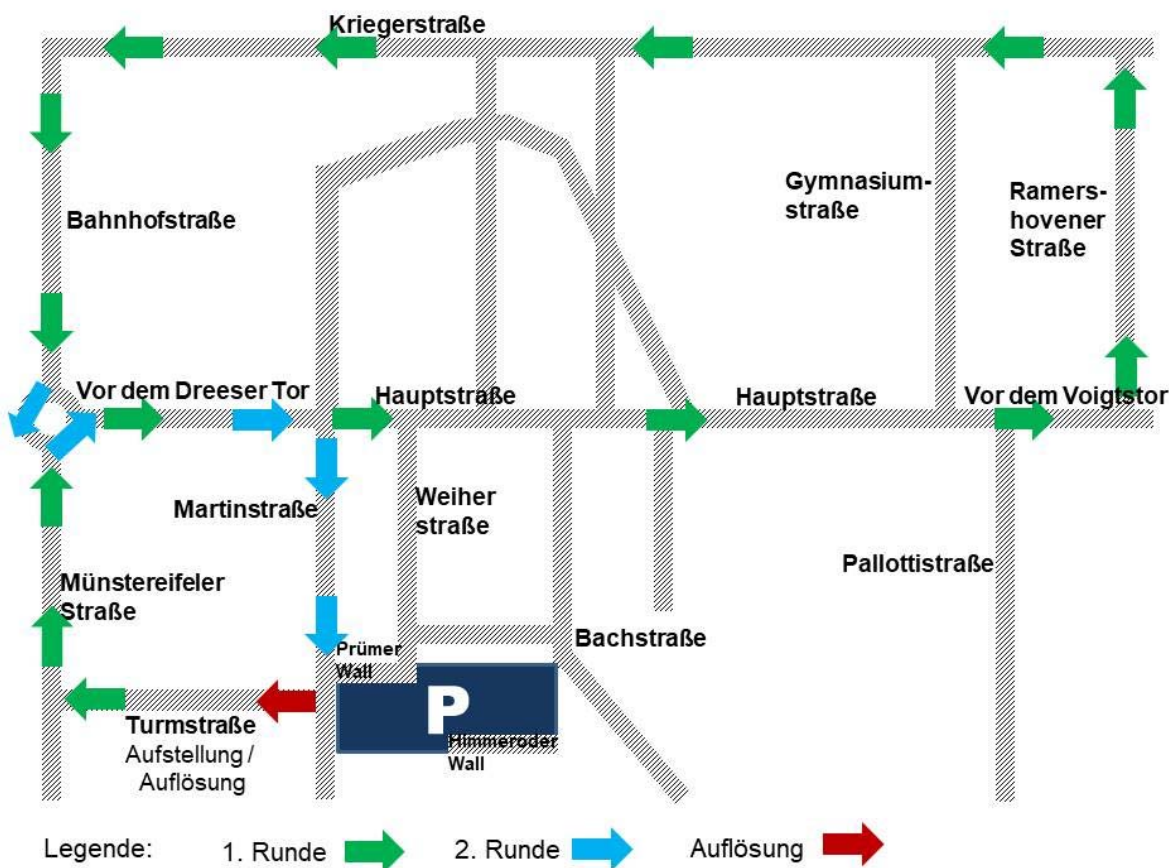 Kriegerstraße
Gymnasium-
straße
Ramers-
hovener
Straße
Bahnhofstraße
Vor dem Dreeser Tor
Hauptstraße
Hauptstraße
Vor dem Voigtstor
Martinstraße
Weiher
straße
Pallottistraße
Münstereifeler
Straße
Bachstraße
Prümer
Wall
P
Himmeroder
Wall
Turmstraße
Aufstellung /
Auflösung
Legende:
1. Runde
2. Runde
Auflösung